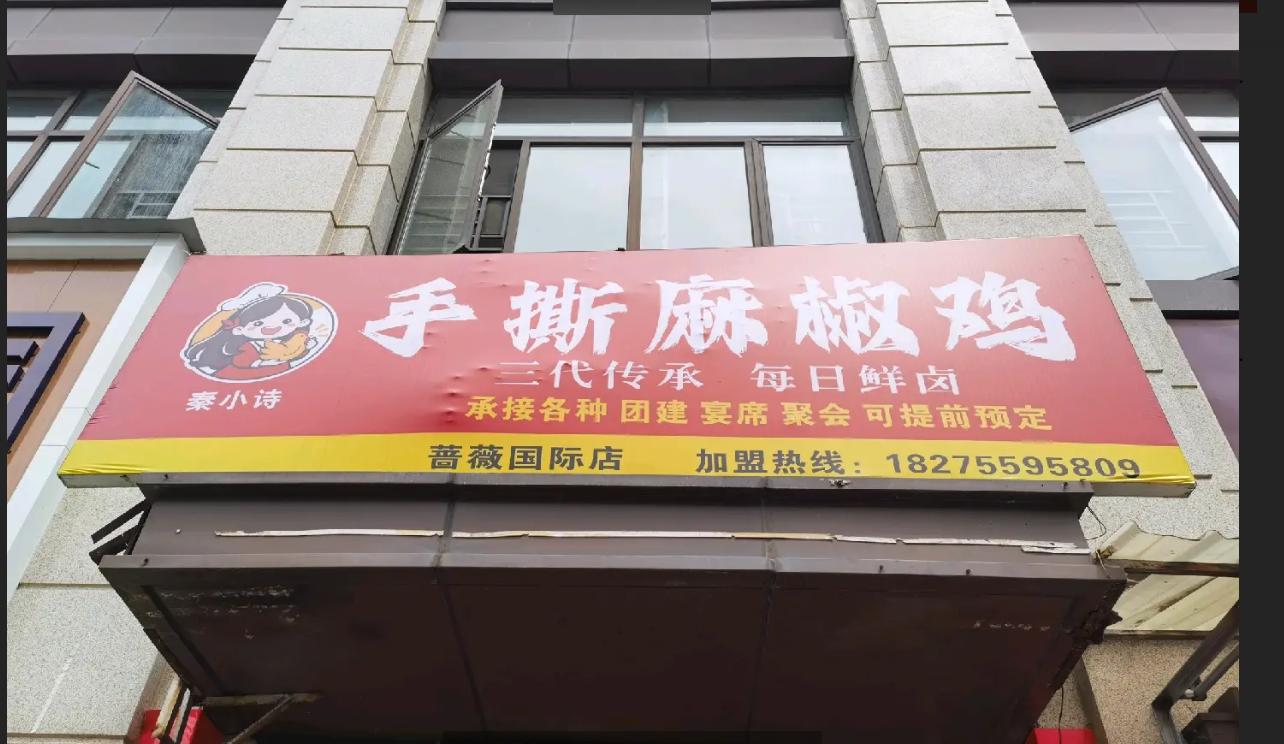 手撕麻椒鸡
三代传承 每日鲜卤
秦小诗
承接各种 团建 宴席 聚会 可提前预定
蔷薇国际店 加盟热线：18275595809